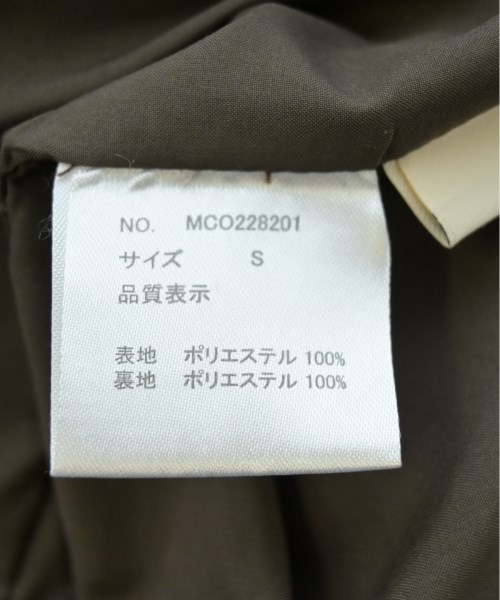 NO. MCO228201
サイズ S
品質表示
表地 ポリエステル 100%
裏地 ポリエステル 100%